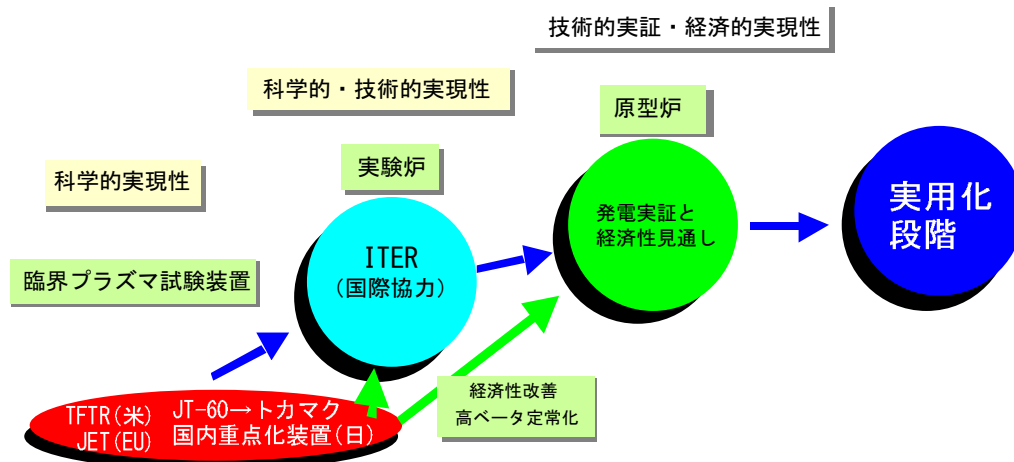 技術的実証・経済的実現性
科学的・技術的実現性
原型炉
科学的実現性
実験炉
実用化
段階
発電実証と
経済性見通し
ITER
(国際協力)
臨界プラズマ試験装置
経済性改善
高ベータ定常化
TFTR(米)
JET(EU)
JT-60→トカマク
国内重点化装置(日)